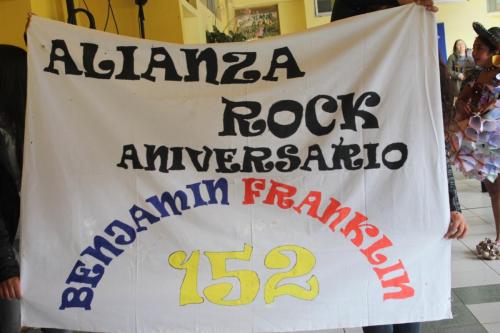 ALIANZA
ROCK
ANIVERSARIO
BENJAMIN FRANKLIN
152